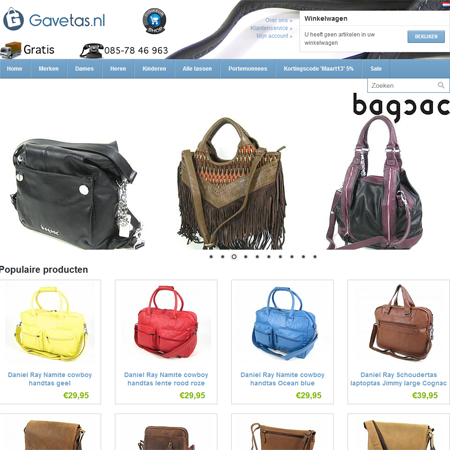 Gavetas.nl
Over ons »
Klantenservice »
Mijn account »
Winkelwagen
U heeft geen artikelen in uw winkelwagen
BEKIJKEN
Gratis
085-78 46 963
Home Merken Dames Heren Kinderen Alle tassen Portemonnees Kortingscode 'Maart13' 5% Sale
Zoeken
bagsac
Populaire producten
Daniel Ray Namite cowboy
handtas geel
€29,95
Daniel Ray Namite cowboy
handtas lente rood roze
€29,95
Daniel Ray Namite cowboy
handtas Ocean blue
€29,95
Daniel Ray Schoudertas
laptoptas Jimmy large Cognac
€39,95